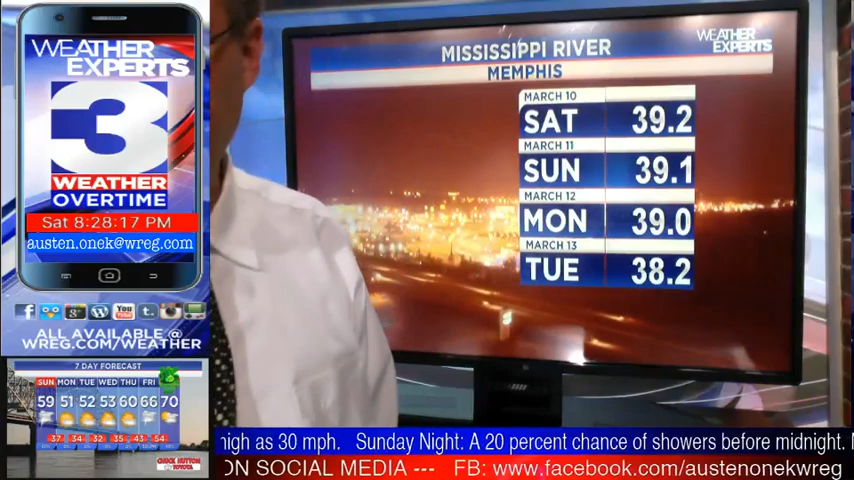 WEATHER
EXPERTS
3
WEATHER
OVERTIME
Sat 8:28:17 PM
austen.onek@wreg.com
ALL AVAILABLE @
WREG.COM/WEATHER
7 DAY FORECAST
SUN MON TUE WED THU FRI
59 51 52 53 60 66 70
37 34 32 35 43 54
CHUCK HUTTON
TOYOTA
WEATHER
EXPERTS
MISSISSIPPI RIVER
MEMPHIS
MARCH 10
SAT 39.2
MARCH 11
SUN 39.1
MARCH 12
MON 39.0
MARCH 13
TUE 38.2
high as 30 mph. Sunday Night: A 20 percent chance of showers before midnight.
ON SOCIAL MEDIA --- FB: www.facebook.com/austenonekwreg